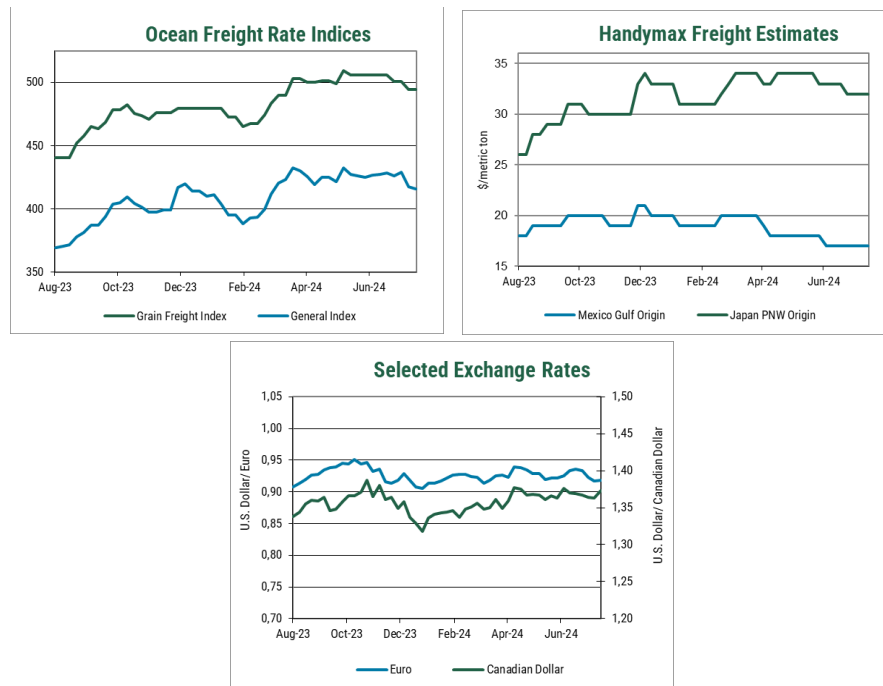 Ocean Freight Rate Indices
500
450
400
350
Aug-23 Oct-23 Dec-23 Feb-24 Apr-24 Jun-24
Grain Freight Index General Index
Handymax Freight Estimates
$/metric ton
35
30
25
20
15
Aug-23 Oct-23 Dec-23 Feb-24 Apr-24 Jun-24
Mexico Gulf Origin Japan PNW Origin
Selected Exchange Rates
U.S. Dollar/ Euro
1,05
1,00
0,95
0,90
0,85
0,80
0,75
0,70
1,50
1,45
1,40
1,35
1,30
1,25
1,20
U.S. Dollar/ Canadian Dollar
Aug-23 Oct-23 Dec-23 Feb-24 Apr-24 Jun-24
Euro Canadian Dollar